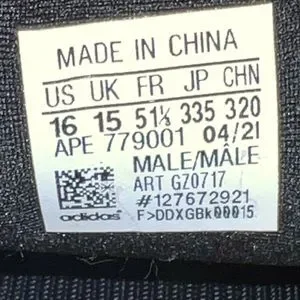 MADE IN CHINA
US UK FR JP CHN
16 15 51⅓ 335 320
APE 779001 04/21
MALE/MÂLE
ART GZ0717
#127672921
adidas F>DDXGBk00015